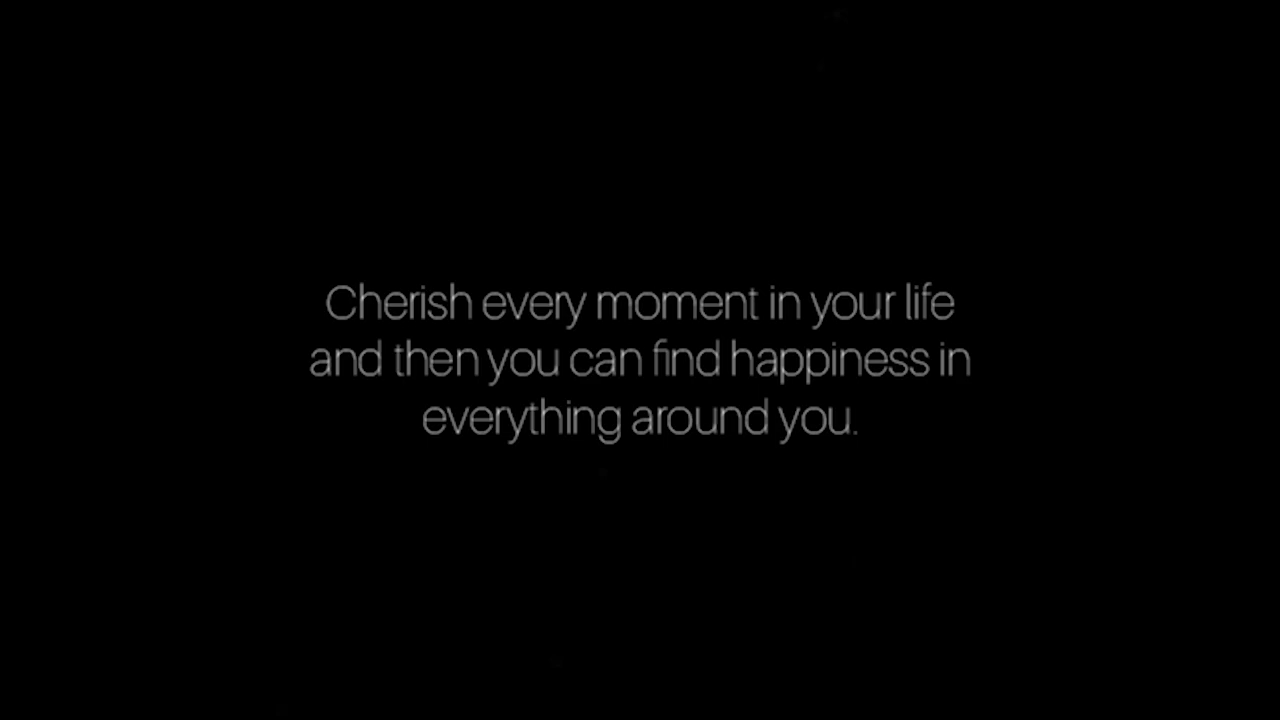 Cherish every moment in your life
and then you can find happiness in
everything around you.